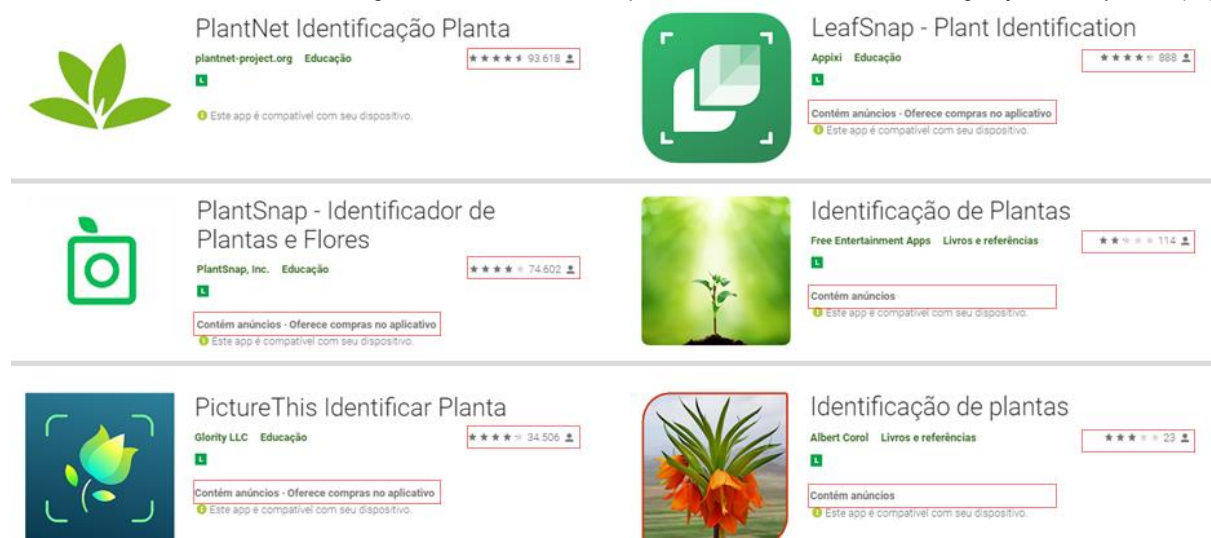 PlantNet Identificação Planta
plantnet-project.org Educação
93.618
L
Este app é compatível com seu dispositivo.
LeafSnap - Plant Identification
Appixi Educação
888
L
Contém anúncios · Oferece compras no aplicativo
Este app é compatível com seu dispositivo.
PlantSnap - Identificador de
Plantas e Flores
PlantSnap, Inc. Educação
74.602
L
Contém anúncios · Oferece compras no aplicativo
Este app é compatível com seu dispositivo.
Identificação de Plantas
Free Entertainment Apps Livros e referências
114
L
Contém anúncios
Este app é compatível com seu dispositivo.
PictureThis Identificar Planta
Glority LLC Educação
34.506
L
Contém anúncios · Oferece compras no aplicativo
Este app é compatível com seu dispositivo.
Identificação de plantas
Albert Corol Livros e referências
23
L
Contém anúncios
Este app é compatível com seu dispositivo.